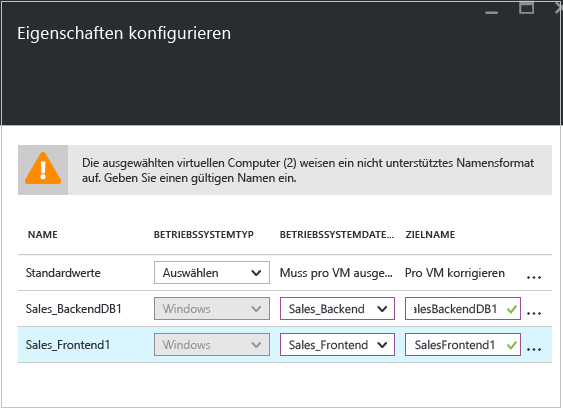 Eigenschaften konfigurieren
Die ausgewählten virtuellen Computer (2) weisen ein nicht unterstütztes Namensformat
auf. Geben Sie einen gültigen Namen ein.
NAME BETRIEBSSYSTEMTYP BETRIEBSSYSTEMDATE... ZIELNAME
Standardwerte Auswählen Muss pro VM ausge... Pro VM korrigieren ...
Sales_BackendDB1 Windows Sales_Backend alesBackendDB1 ...
Sales_Frontend1 Windows Sales_Frontend SalesFrontend1 ...